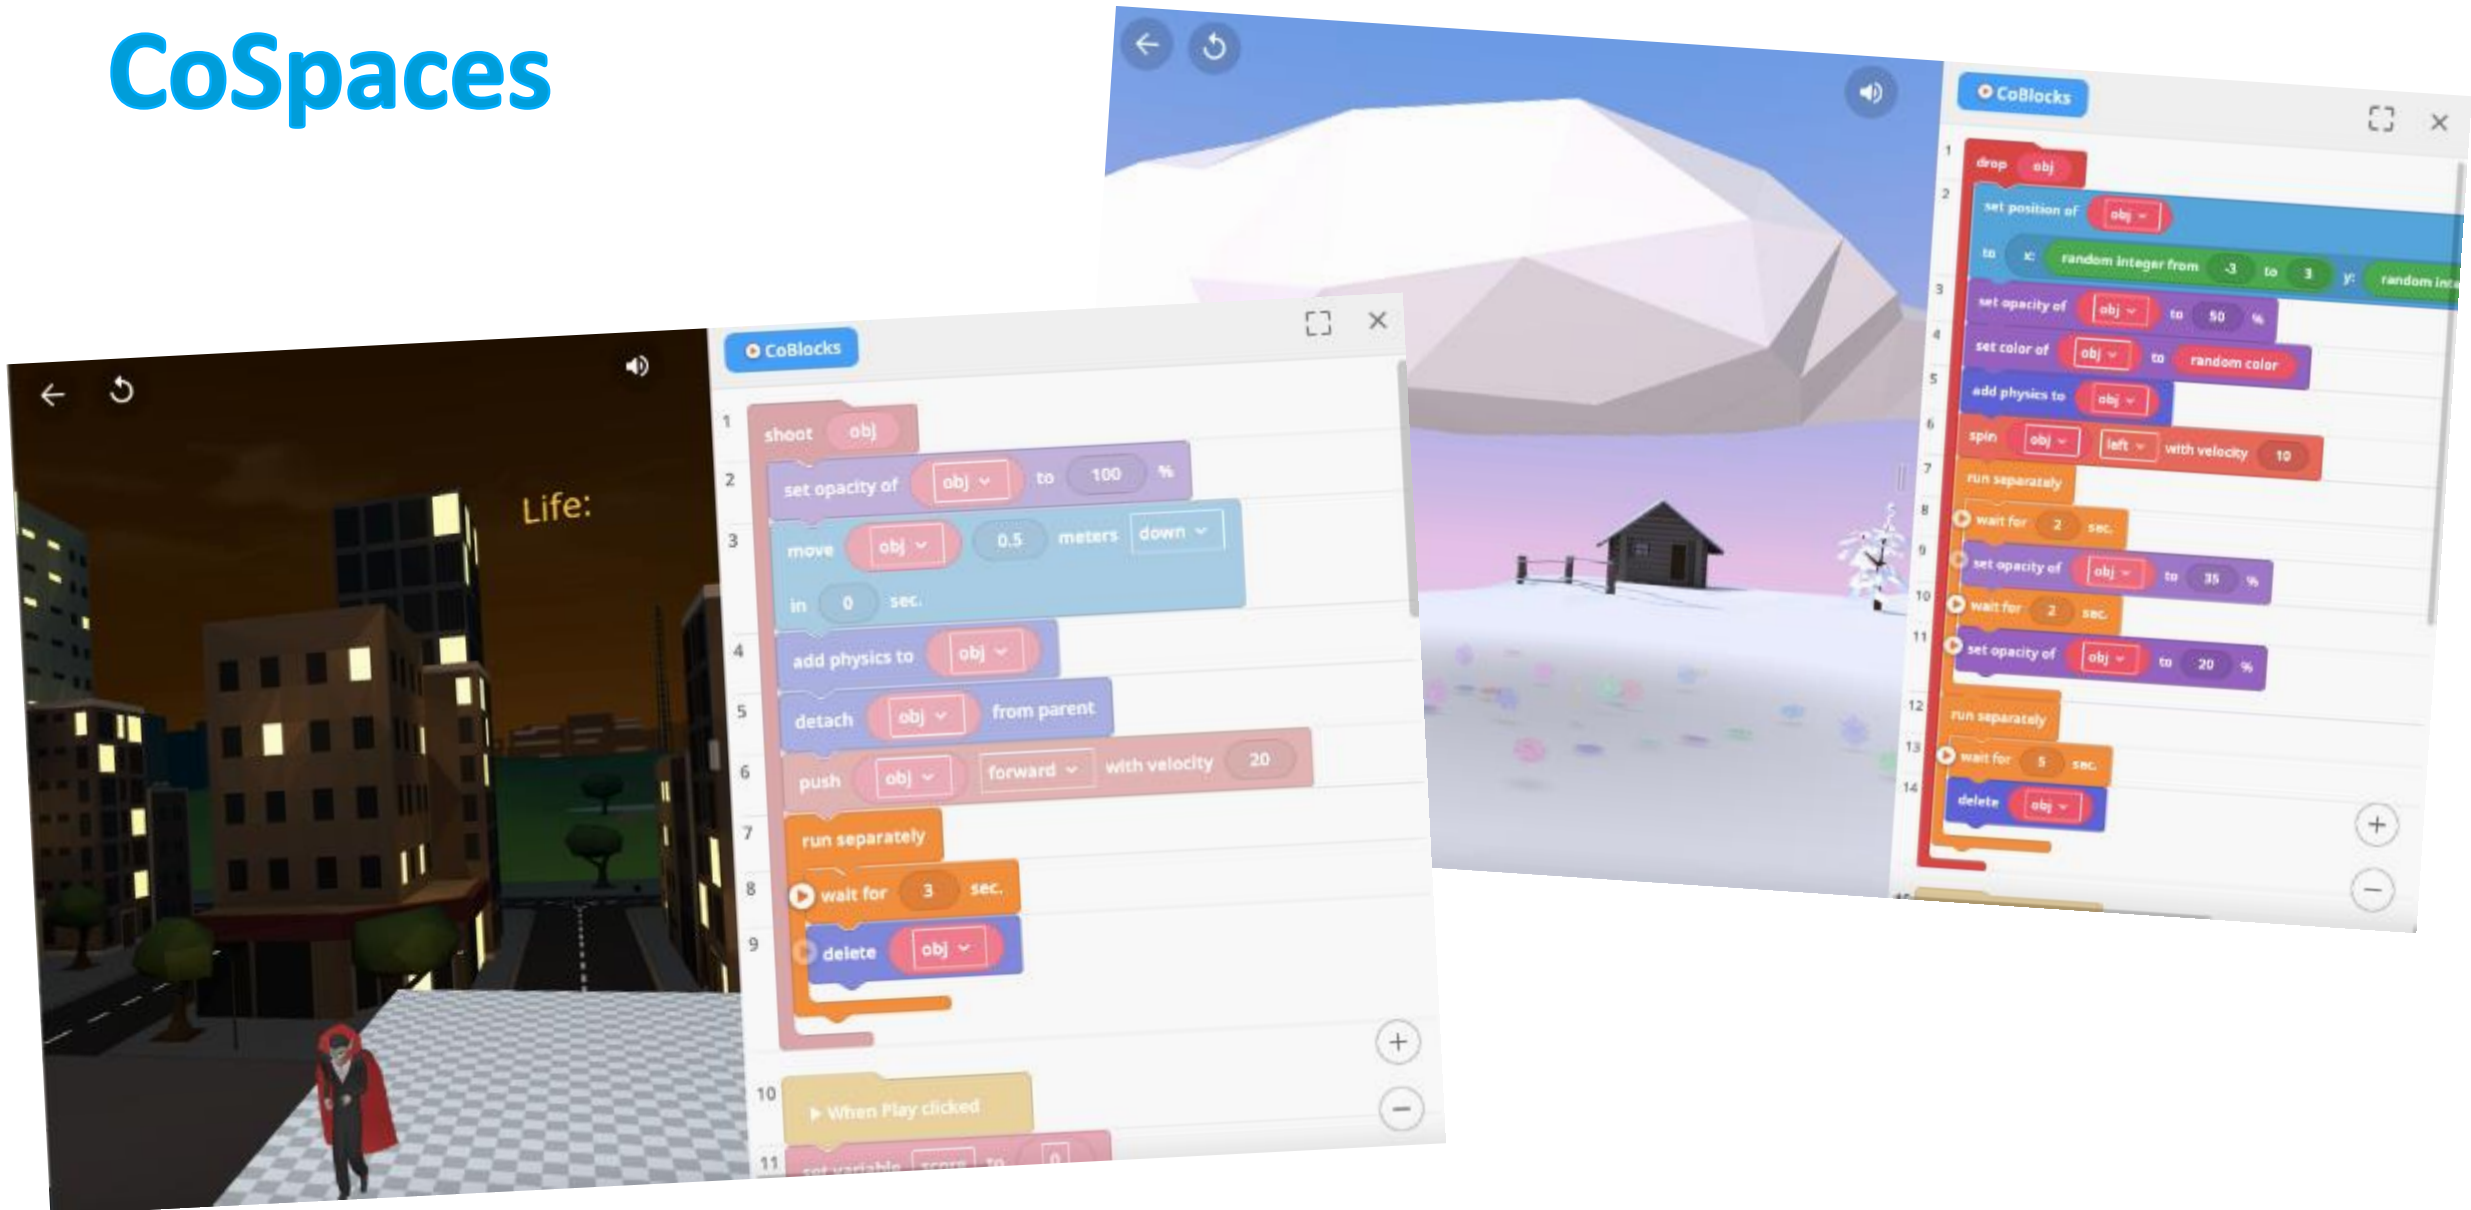 CoSpaces
CoBlocks
1
drop obj
2
set position of obj
to x: random integer from -3 to 3 y:
3
set opacity of obj to 50 %
4
set color of obj to random color
5
add physics to obj
6
spin obj left with velocity 10
7
run separately
8
wait for 2 sec.
9
set opacity of obj to 35 %
10
wait for 2 sec.
11
set opacity of obj to 20 %
12
run separately
13
wait for 5 sec.
14
delete obj
Life:
CoBlocks
1
shoot obj
2
set opacity of obj to 100 %
3
move obj 0.5 meters down
in 0 sec.
4
add physics to obj
5
detach obj from parent
6
push obj forward with velocity 20
7
run separately
8
wait for 3 sec.
9
delete obj
10
When Play clicked
11
set variable score to 0